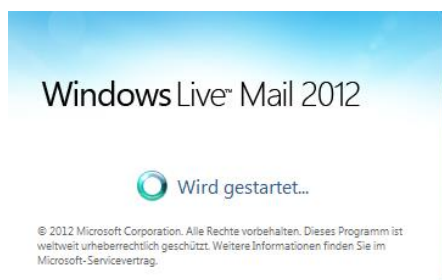 Windows Live™ Mail 2012
Wird gestartet...
© 2012 Microsoft Corporation. Alle Rechte vorbehalten. Dieses Programm ist
weltweit urheberrechtlich geschützt. Weitere Informationen finden Sie im
Microsoft-Servicevertrag.